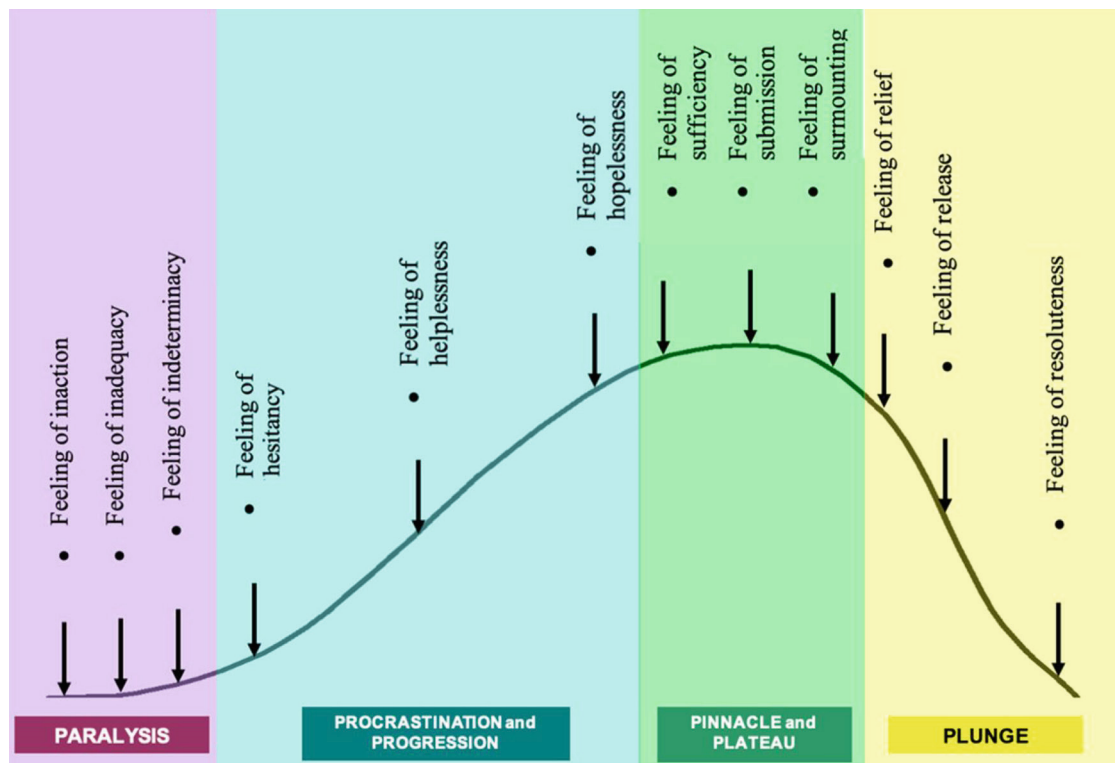 Feeling of inaction
Feeling of inadequacy
Feeling of indeterminacy
Feeling of
hesitancy
Feeling of
helplessness
Feeling of
hopelessness
Feeling of
sufficiency
Feeling of
submission
Feeling of
surmounting
Feeling of relief
Feeling of release
Feeling of resoluteness
PARALYSIS
PROCRASTINATION and
PROGRESSION
PINNACLE and
PLATEAU
PLUNGE